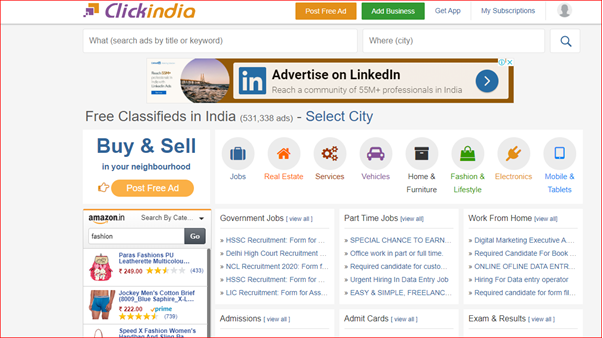 Clickindia
Post Free Ad
Add Business
Get App
My Subscriptions
What (search ads by title or keyword)
Where (city)
in
Advertise on LinkedIn
Reach a community of 55M+ professionals in India
Free Classifieds in India (531,338 ads) - Select City
Buy & Sell
in your neighbourhood
Post Free Ad
Jobs
Real Estate
Services
Vehicles
Home &
Furniture
Fashion &
Lifestyle
Electronics
Mobile &
Tablets
amazon.in
Search By Cate...
fashion
Go
Paras Fashions PU
Leatherette Multicolou...
₹ 249.00
(433)
Jockey Men's Cotton Brief
(8009_Blue Saphire_X-L...
₹ 222.00 prime
(739)
Speed X Fashion Women's
Government Jobs [ view all ]
» HSSC Recruitment: Form for ...
» Delhi High Court Recruitment ...
» NCL Recruitment 2020: Form f...
» HSSC Recruitment: Form for ...
» LIC Recruitment: Form for Ass...
Part Time Jobs [view all ]
» SPECIAL CHANCE TO EARN...
» Office work in part or full time.
» Required candidate for custo...
» Urgent Hiring In Data Entry Job
» EASY & SIMPLE, FREELANC...
Work From Home [ view all ]
» Digital Marketing Executive A...
» Required Candidate For Book ...
» ONLINE OFLINE DATA ENTR...
» Hiring For Data entry operator
» Required candidate for form fil...
Admissions [ view all ]
Admit Cards [ view all ]
Exam & Results [ view all ]